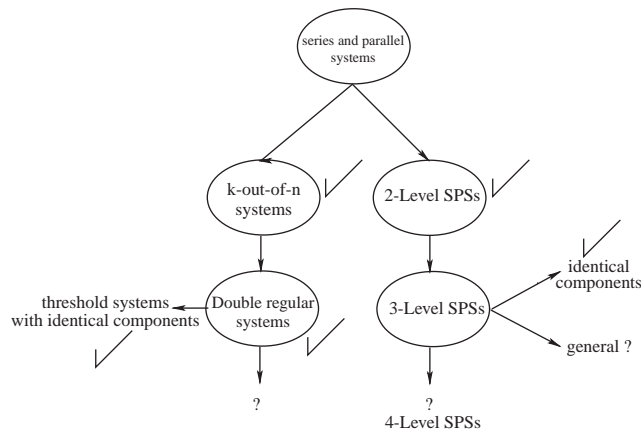 series and parallel
systems
k-out-of-n
systems
2-Level SPSs
identical
components
threshold systems
with identical components
Double regular
systems
3-Level SPSs
general ?
?
?
4-Level SPSs